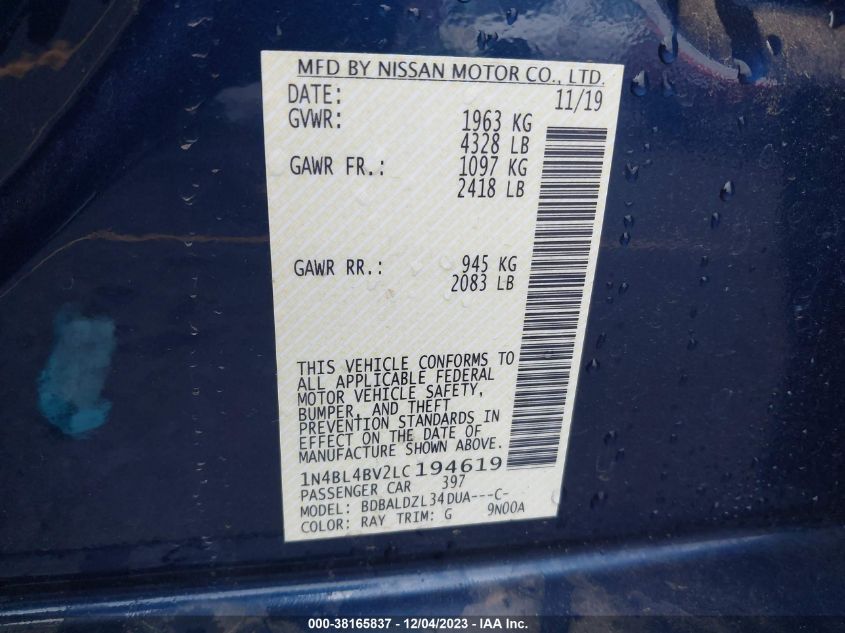 MFD BY NISSAN MOTOR CO., LTD.
DATE: 11/19
GVWR: 1963 KG
4328 LB
GAWR FR.: 1097 KG
2418 LB
GAWR RR.: 945 KG
2083 LB
THIS VEHICLE CONFORMS TO
ALL APPLICABLE FEDERAL
MOTOR VEHICLE SAFETY,
BUMPER, AND THEFT
PREVENTION STANDARDS IN
EFFECT ON THE DATE OF
MANUFACTURE SHOWN ABOVE.
1N4BL4BV2LC194619
PASSENGER CAR 397
MODEL: BDBALDZL34DUA---C-
COLOR: RAY TRIM: G 9N00A
000-38165837 - 12/04/2023 - IAA Inc.